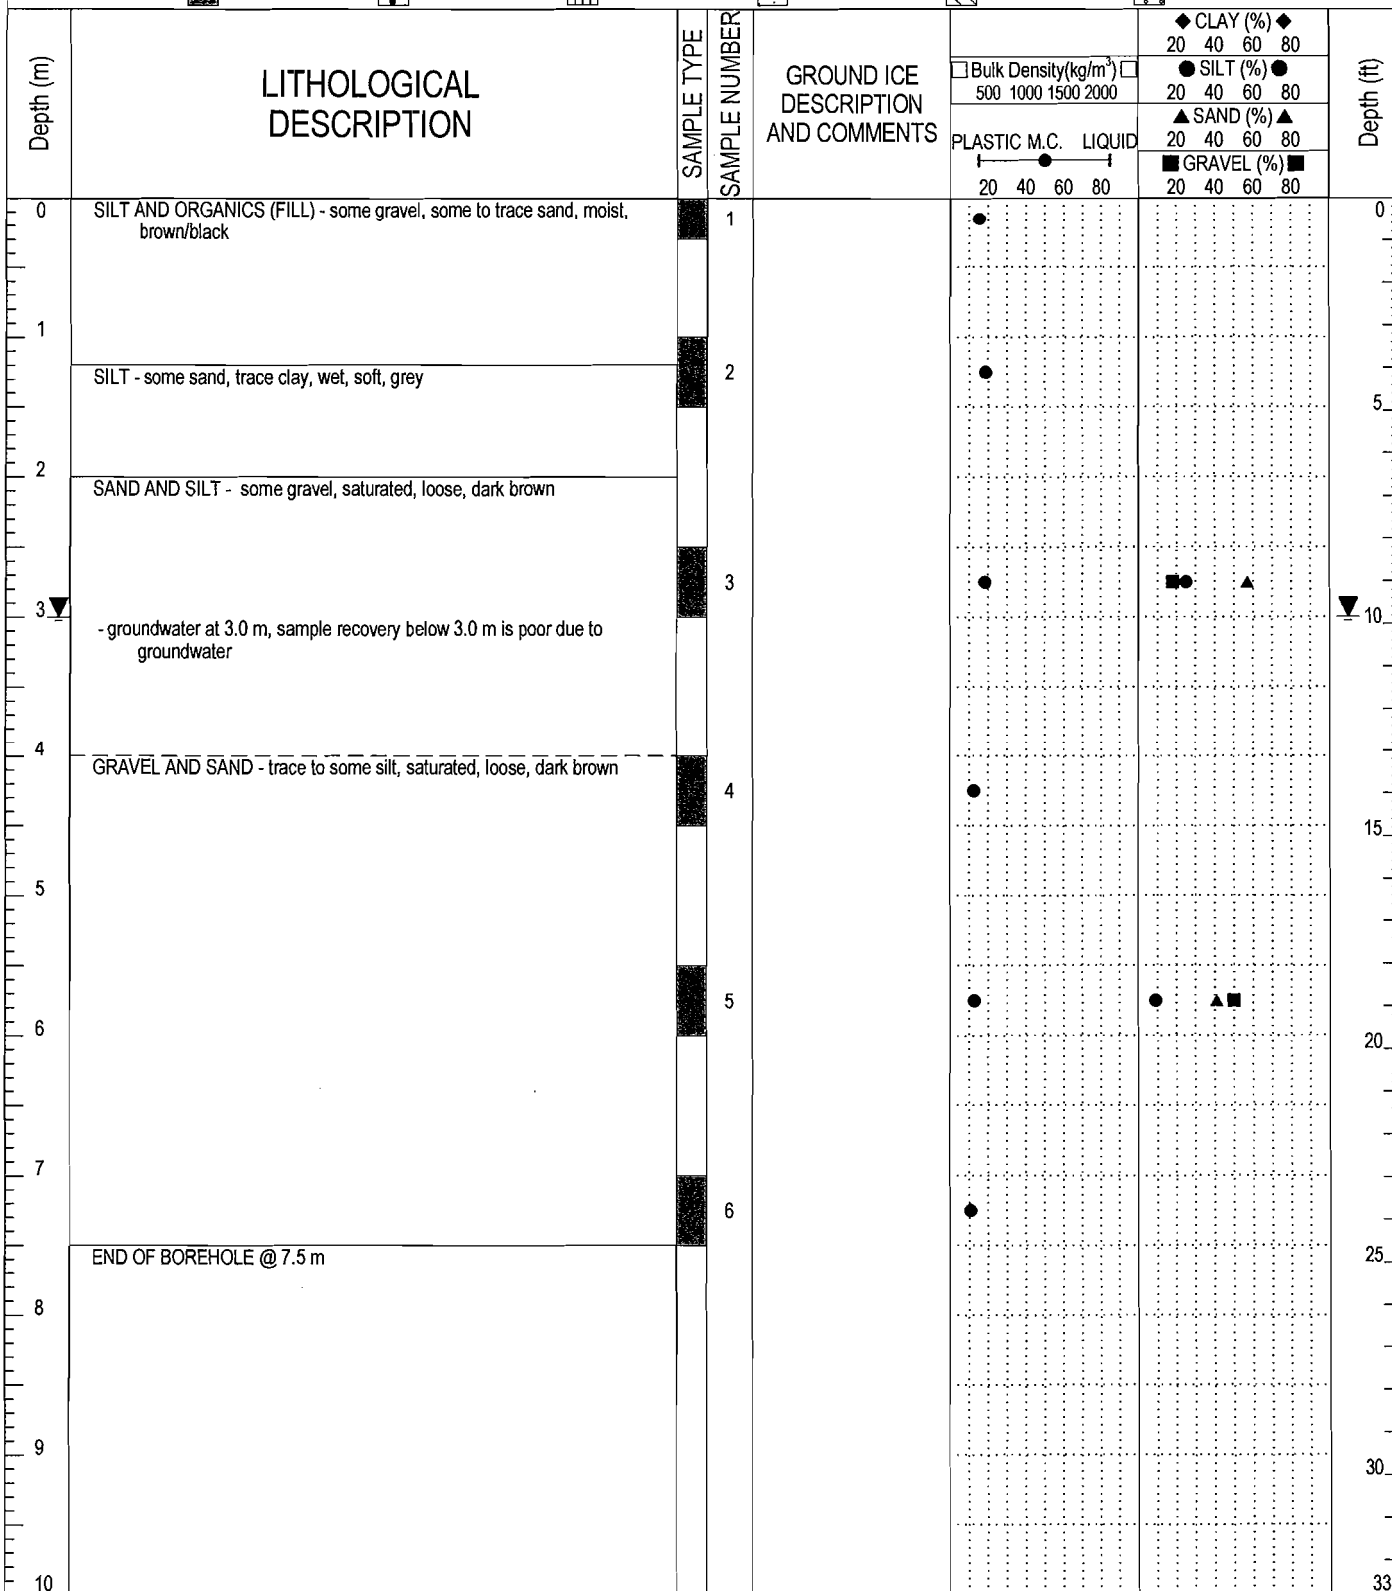 Depth (m)
LITHOLOGICAL
DESCRIPTION
SAMPLE TYPE
SAMPLE NUMBER
GROUND ICE
DESCRIPTION
AND COMMENTS
Bulk Density(kg/m³)
500 1000 1500 2000
PLASTIC M.C. LIQUID
20 40 60 80
CLAY (%)
20 40 60 80
SILT (%)
20 40 60 80
SAND (%)
20 40 60 80
GRAVEL (%)
20 40 60 80
Depth (ft)
0
SILT AND ORGANICS (FILL) - some gravel, some to trace sand, moist,
brown/black
1
0
1
SILT - some sand, trace clay, wet, soft, grey
2
5
2
SAND AND SILT - some gravel, saturated, loose, dark brown
3
3
- groundwater at 3.0 m, sample recovery below 3.0 m is poor due to
groundwater
10
4
GRAVEL AND SAND - trace to some silt, saturated, loose, dark brown
4
15
5
5
6
20
7
6
END OF BOREHOLE @ 7.5 m
25
8
9
30
10
33